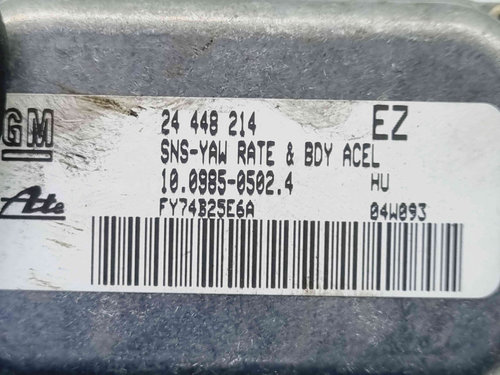 GM
24 448 214 EZ
SNS-YAW RATE & BDY ACEL
10.0985-0502.4 HU
Ate FY74B25E6A 04W093